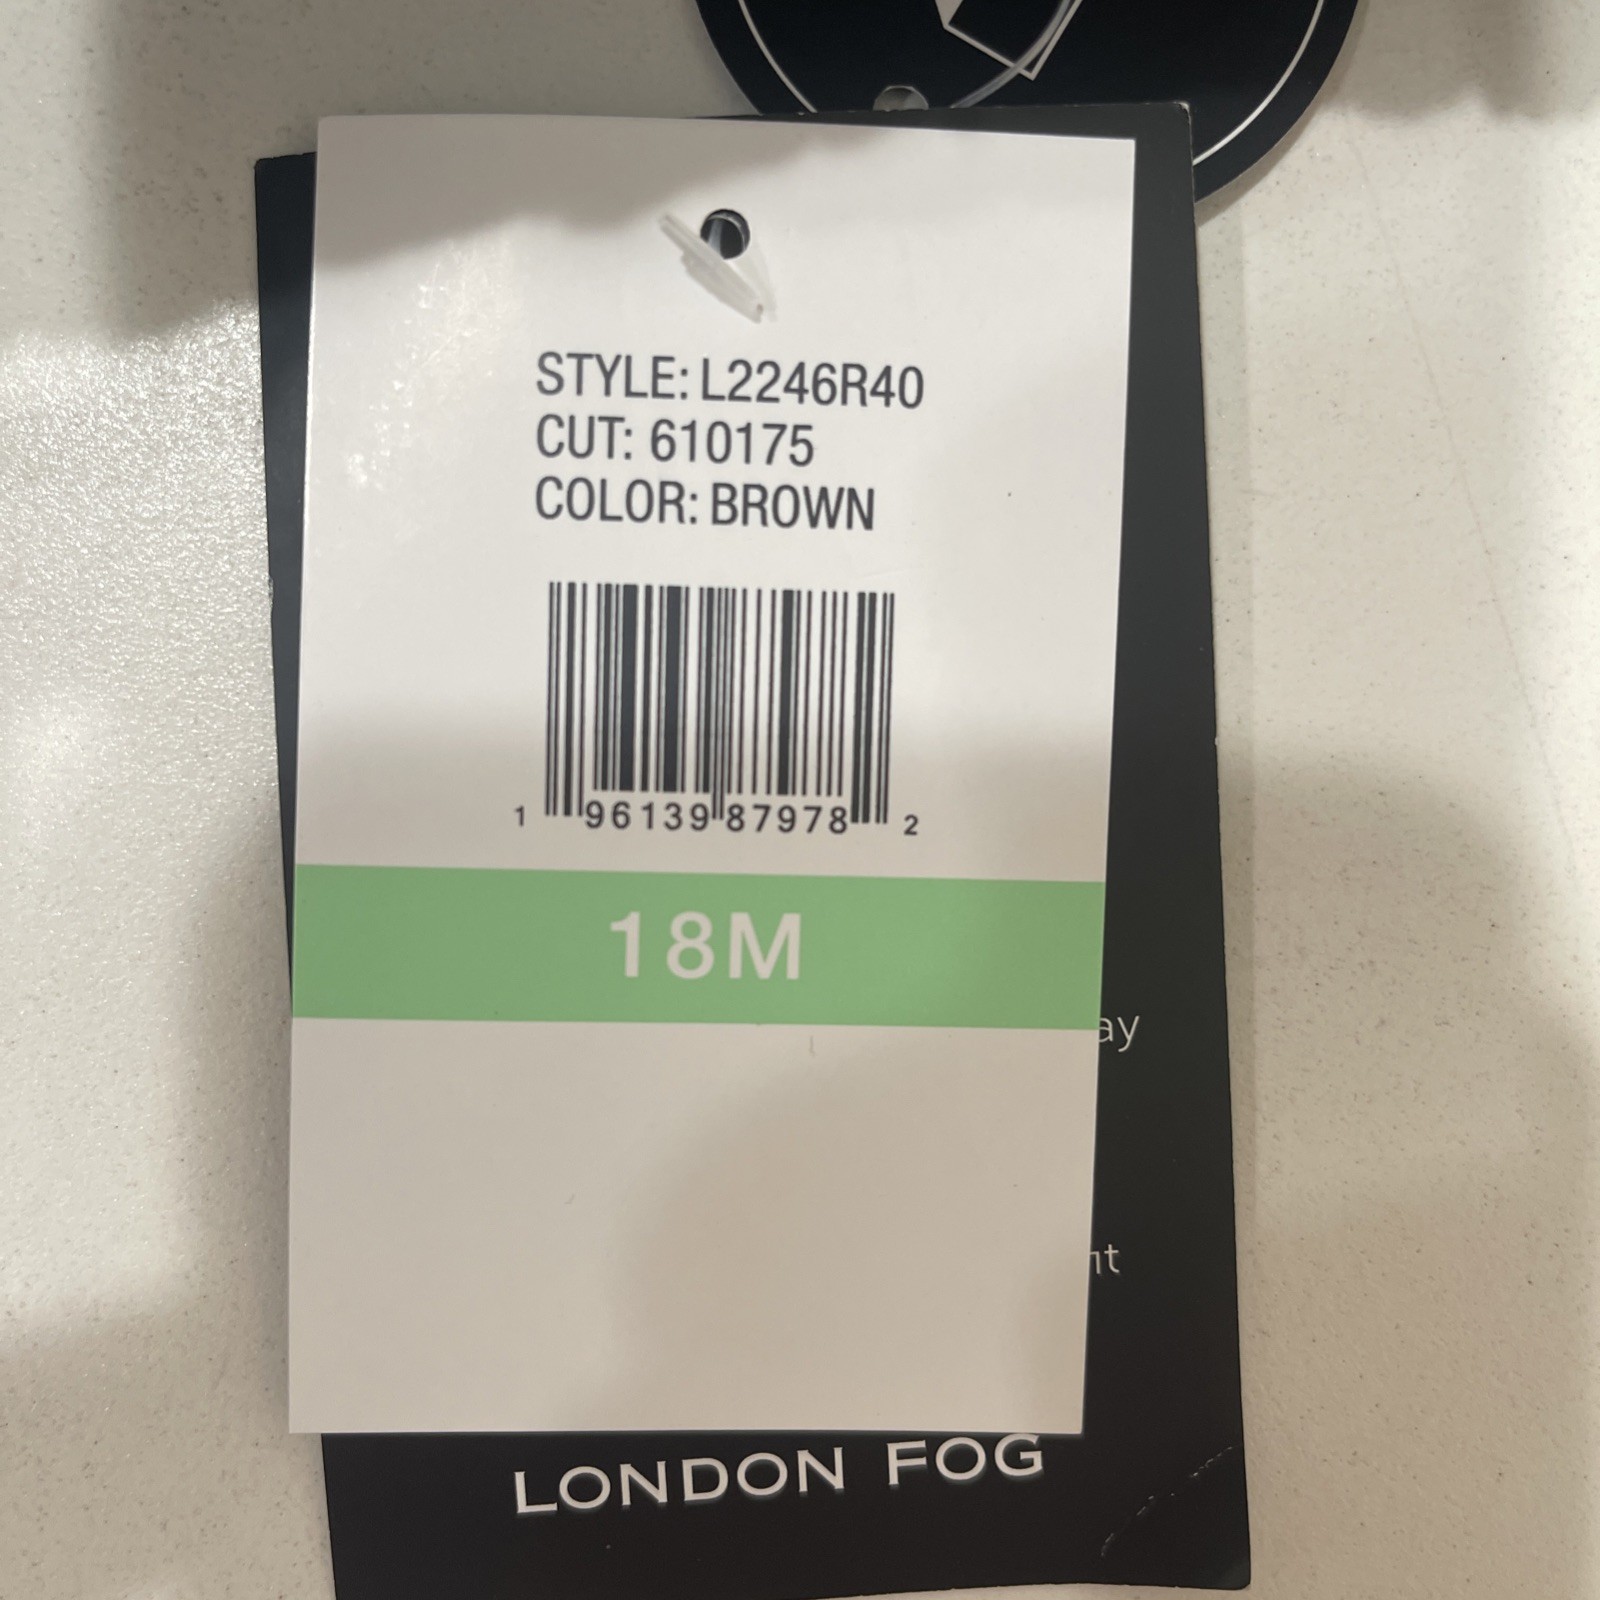 STYLE: L2246R40
CUT: 610175
COLOR: BROWN
1 96139 87978 2
18M
LONDON FOG